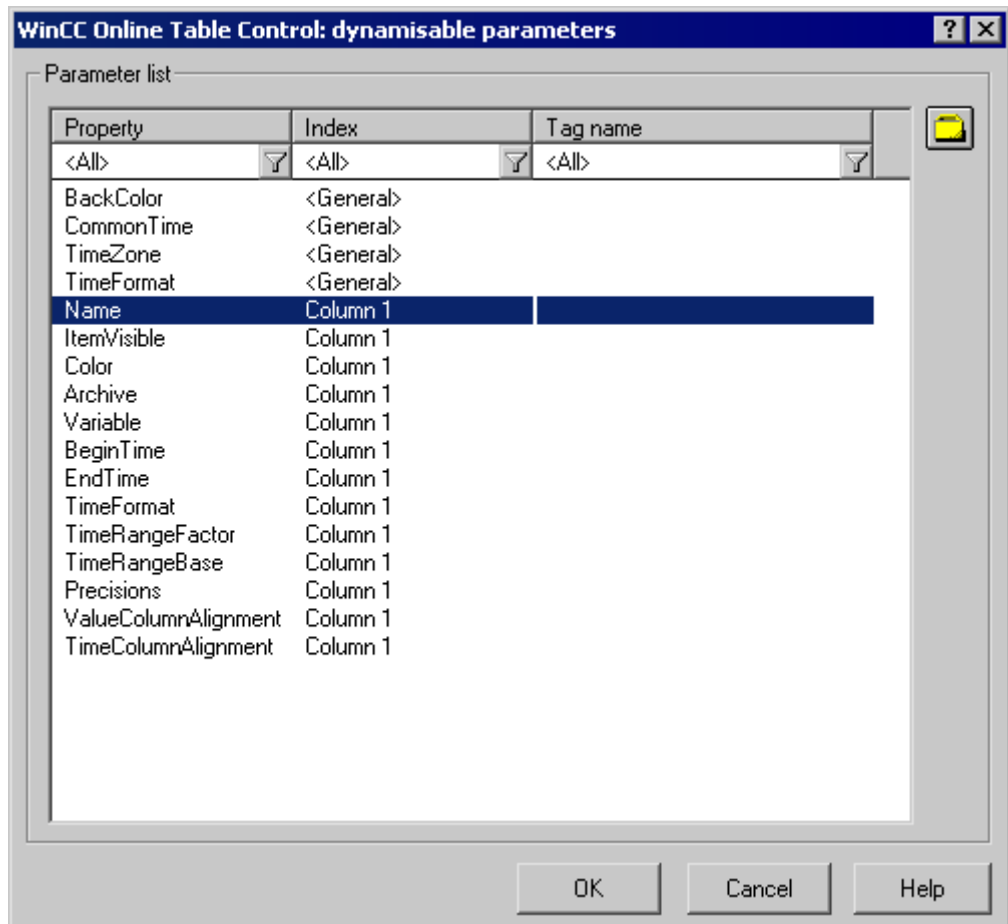 WinCC Online Table Control: dynamisable parameters
Parameter list
Property Index Tag name
<All> <All> <All>
BackColor <General>
CommonTime <General>
TimeZone <General>
TimeFormat <General>
Name Column 1
ItemVisible Column 1
Color Column 1
Archive Column 1
Variable Column 1
BeginTime Column 1
EndTime Column 1
TimeFormat Column 1
TimeRangeFactor Column 1
TimeRangeBase Column 1
Precisions Column 1
ValueColumnAlignment Column 1
TimeColumnAlignment Column 1
OK Cancel Help